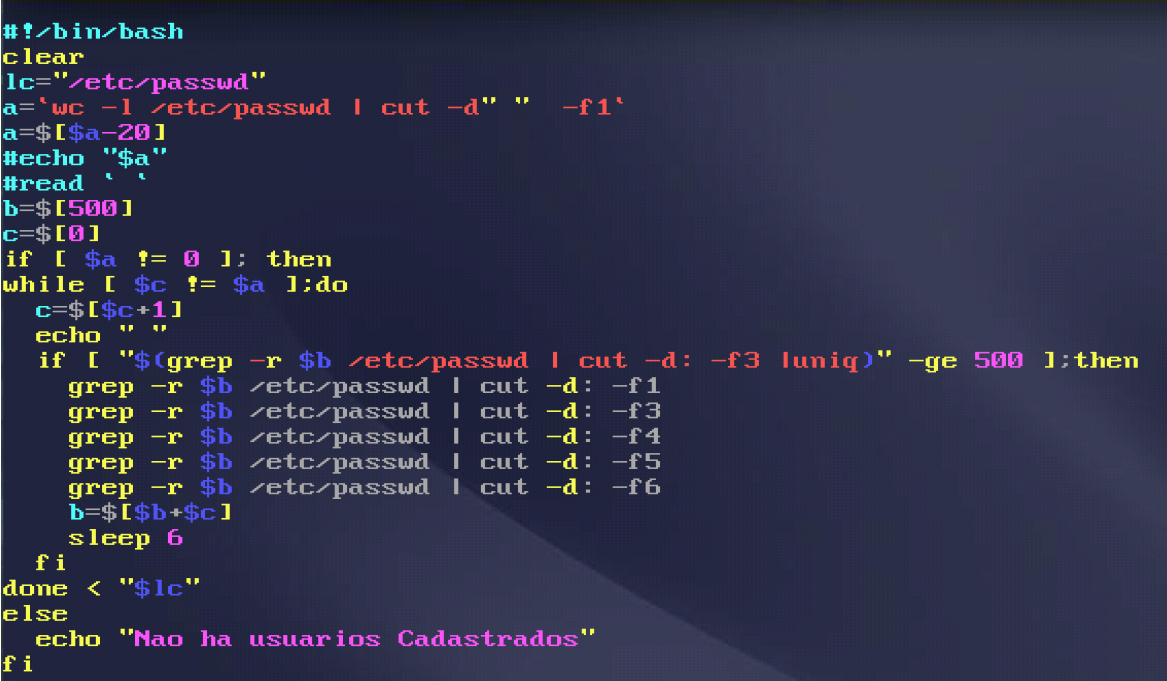 #!/bin/bash
clear
lc="/etc/passwd"
a=`wc -l /etc/passwd | cut -d" "  -f1`
a=$[$a-20]
#echo "$a"
#read ` `
b=$[500]
c=$[0]
if [ $a != 0 ]; then
while [ $c != $a ];do
  c=$[$c+1]
  echo " "
  if [ "$(grep -r $b /etc/passwd | cut -d: -f3 |uniq)" -ge 500 ];then
    grep -r $b /etc/passwd | cut -d: -f1
    grep -r $b /etc/passwd | cut -d: -f3
    grep -r $b /etc/passwd | cut -d: -f4
    grep -r $b /etc/passwd | cut -d: -f5
    grep -r $b /etc/passwd | cut -d: -f6
    b=$[$b+$c]
    sleep 6
  fi
done < "$lc"
else
  echo "Nao ha usuarios Cadastrados"
fi